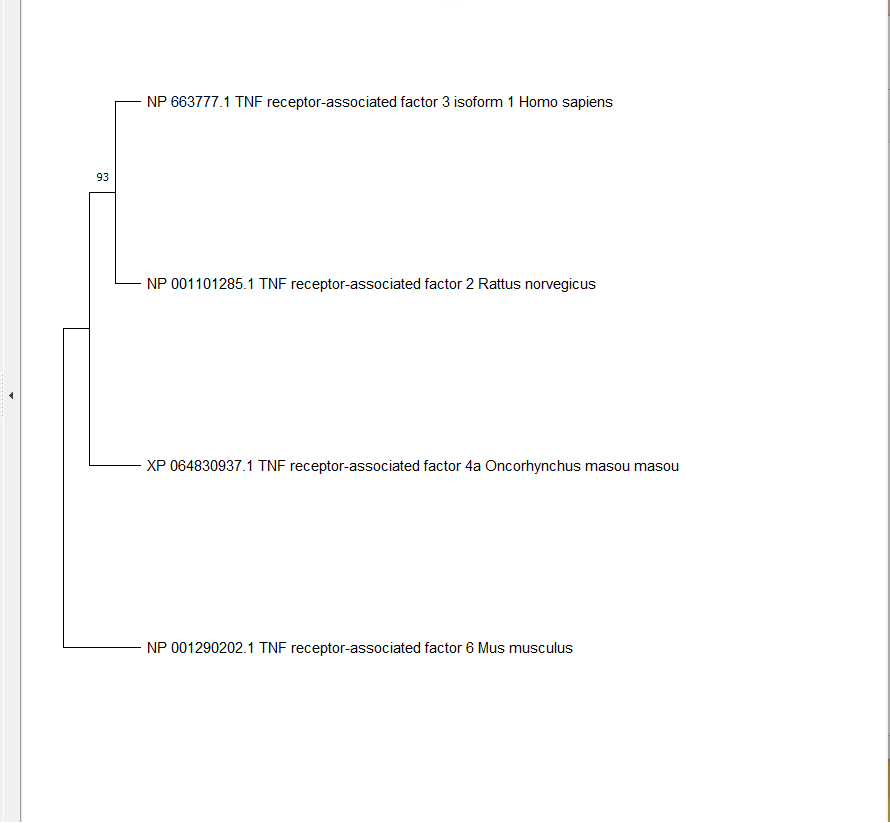 NP 663777.1 TNF receptor-associated factor 3 isoform 1 Homo sapiens
93
NP 001101285.1 TNF receptor-associated factor 2 Rattus norvegicus
XP 064830937.1 TNF receptor-associated factor 4a Oncorhynchus masou masou
NP 001290202.1 TNF receptor-associated factor 6 Mus musculus